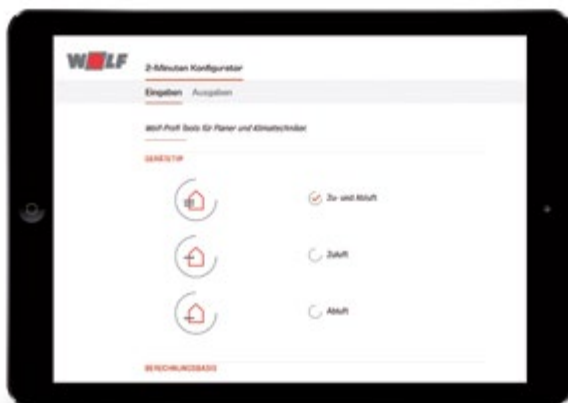 WOLF
2-Minuten Konfigurator
Eingaben Ausgaben
Wolf-Profi Tools für Planer und Klimatechniker.
GERÄTETYP
Zu- und Abluft
Zuluft
Abluft
BERECHNUNGSBASIS